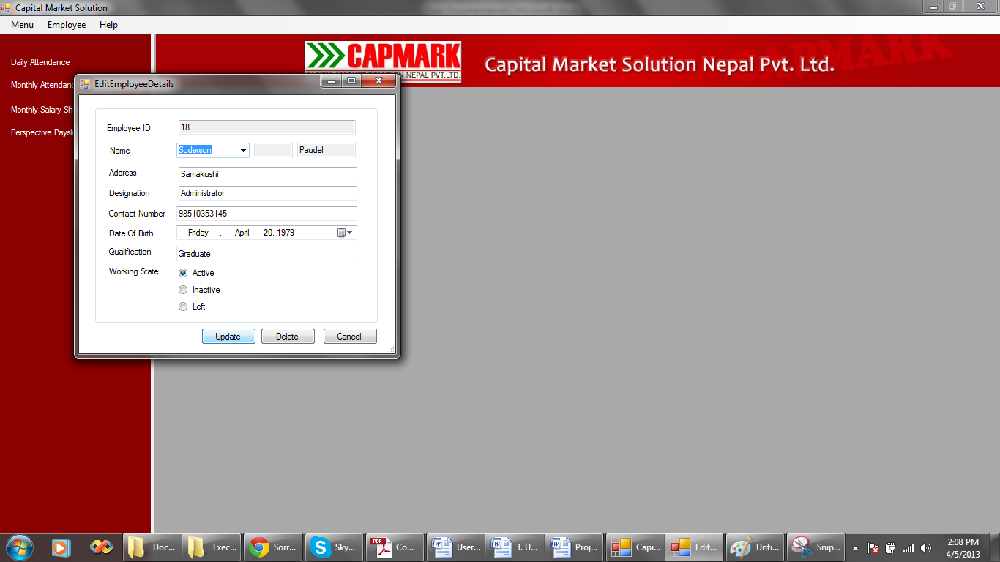 Capital Market Solution
Menu Employee Help
CAPMARK
NEPAL PVT.LTD.
Capital Market Solution Nepal Pvt. Ltd.
CAPMARK
Daily Attendance
Monthly Attendanc
Monthly Salary Sh
Perspective Paysli
EditEmployeeDetails
Employee ID 18
Name Sudersun Paudel
Address Samakushi
Designation Administrator
Contact Number 98510353145
Date Of Birth Friday , April 20, 1979
Qualification Graduate
Working State Active
Inactive
Left
Update Delete Cancel
Doc... Exec... Sorr... Sky... PDF Co... User... 3. U... Proj... Capi... Edit... Unti... Snip... 2:08 PM
4/5/2013